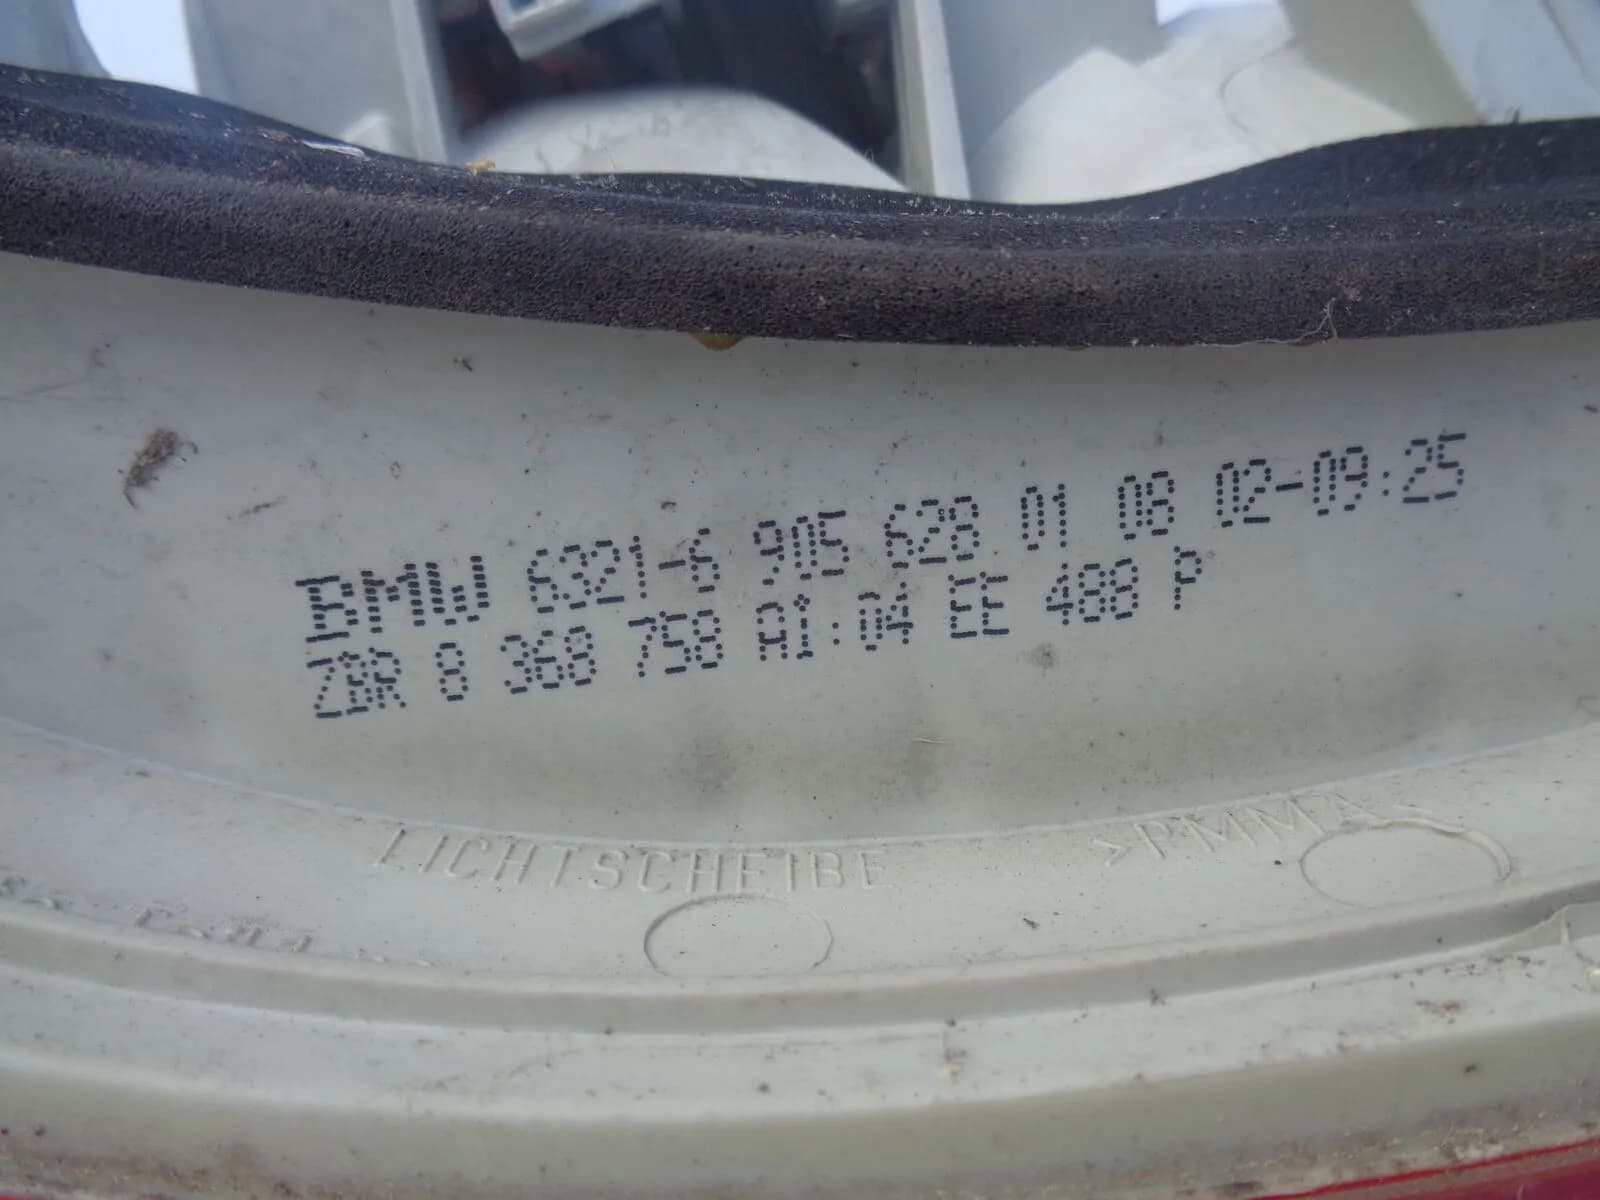 BMW 6321-6 905 628 01 08 02-09:25
ZBR 8 368 758 A1:04 EE 488 P
LICHTSCHEIBE >PMMA